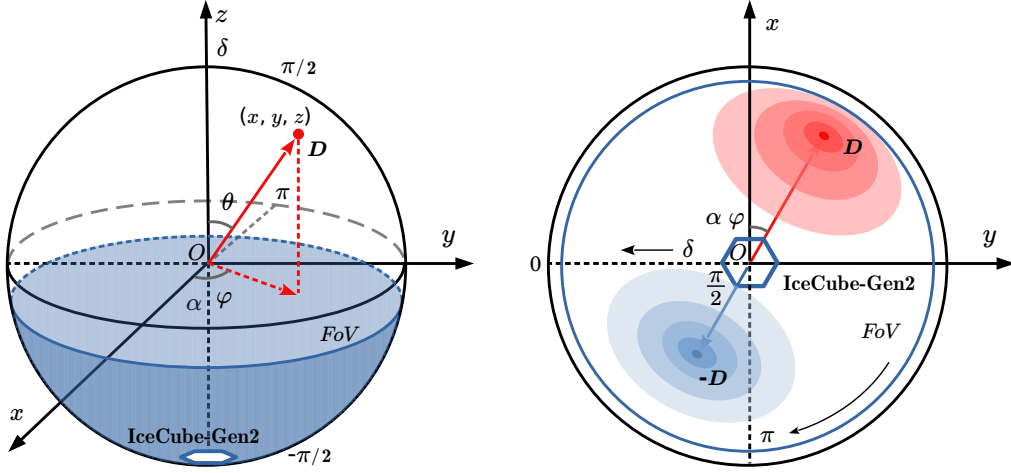 z
δ
π/2
(x, y, z)
D
θ
π
O
y
α φ
FoV
x
IceCube-Gen2
-π/2
x
D
α φ
y
0
δ
O
π/2
IceCube-Gen2
FoV
-D
π